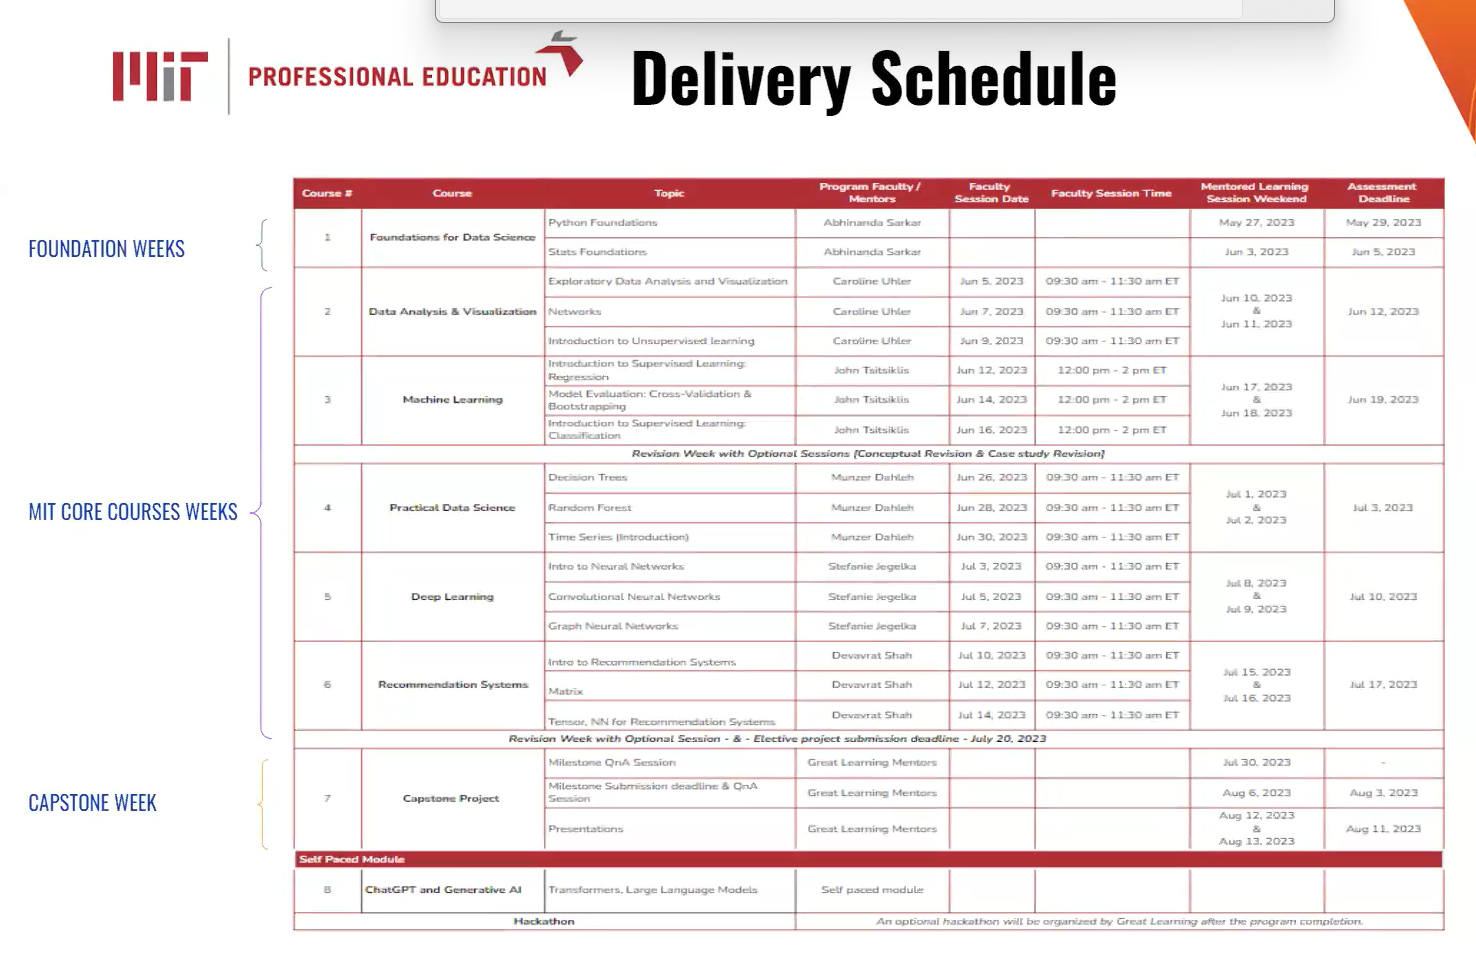 MIT PROFESSIONAL EDUCATION
Delivery Schedule
Course # Course Topic Program Faculty / Mentors Faculty Session Date Faculty Session Time Mentored Learning Session Weekend Assessment Deadline
FOUNDATION WEEKS
1 Foundations for Data Science
Python Foundations Abhinanda Sarkar May 27, 2023 May 29, 2023
Stats Foundations Abhinanda Sarkar Jun 3, 2023 Jun 5, 2023
MIT CORE COURSES WEEKS
2 Data Analysis & Visualization
Exploratory Data Analysis and Visualization Caroline Uhler Jun 5, 2023 09:30 am - 11:30 am ET
Networks Caroline Uhler Jun 7, 2023 09:30 am - 11:30 am ET
Introduction to Unsupervised learning Caroline Uhler Jun 9, 2023 09:30 am - 11:30 am ET
Jun 10, 2023
&
Jun 11, 2023
Jun 12, 2023
3 Machine Learning
Introduction to Supervised Learning: Regression John Tsitsiklis Jun 12, 2023 12:00 pm - 2 pm ET
Model Evaluation: Cross-Validation & Bootstrapping John Tsitsiklis Jun 14, 2023 12:00 pm - 2 pm ET
Introduction to Supervised Learning: Classification John Tsitsiklis Jun 16, 2023 12:00 pm - 2 pm ET
Jun 17, 2023
&
Jun 18, 2023
Jun 19, 2023
Revision Week with Optional Sessions [Conceptual Revision & Case study Revision]
4 Practical Data Science
Decision Trees Munzer Dahleh Jun 26, 2023 09:30 am - 11:30 am ET
Random Forest Munzer Dahleh Jun 28, 2023 09:30 am - 11:30 am ET
Time Series (Introduction) Munzer Dahleh Jun 30, 2023 09:30 am - 11:30 am ET
Jul 1, 2023
&
Jul 2, 2023
Jul 3, 2023
5 Deep Learning
Intro to Neural Networks Stefanie Jegelka Jul 3, 2023 09:30 am - 11:30 am ET
Convolutional Neural Networks Stefanie Jegelka Jul 5, 2023 09:30 am - 11:30 am ET
Graph Neural Networks Stefanie Jegelka Jul 7, 2023 09:30 am - 11:30 am ET
Jul 8, 2023
&
Jul 9, 2023
Jul 10, 2023
6 Recommendation Systems
Intro to Recommendation Systems Devavrat Shah Jul 10, 2023 09:30 am - 11:30 am ET
Matrix Devavrat Shah Jul 12, 2023 09:30 am - 11:30 am ET
Tensor, NN for Recommendation Systems Devavrat Shah Jul 14, 2023 09:30 am - 11:30 am ET
Jul 15, 2023
&
Jul 16, 2023
Jul 17, 2023
Revision Week with Optional Session - & - Elective project submission deadline - July 20, 2023
CAPSTONE WEEK
7 Capstone Project
Milestone QnA Session Great Learning Mentors Jul 30, 2023 -
Milestone Submission deadline & QnA Session Great Learning Mentors Aug 6, 2023 Aug 3, 2023
Presentations Great Learning Mentors
Aug 12, 2023
&
Aug 13, 2023
Aug 11, 2023
Self Paced Module
8 ChatGPT and Generative AI Transformers, Large Language Models Self paced module
Hackathon An optional hackathon will be organized by Great Learning after the program completion.